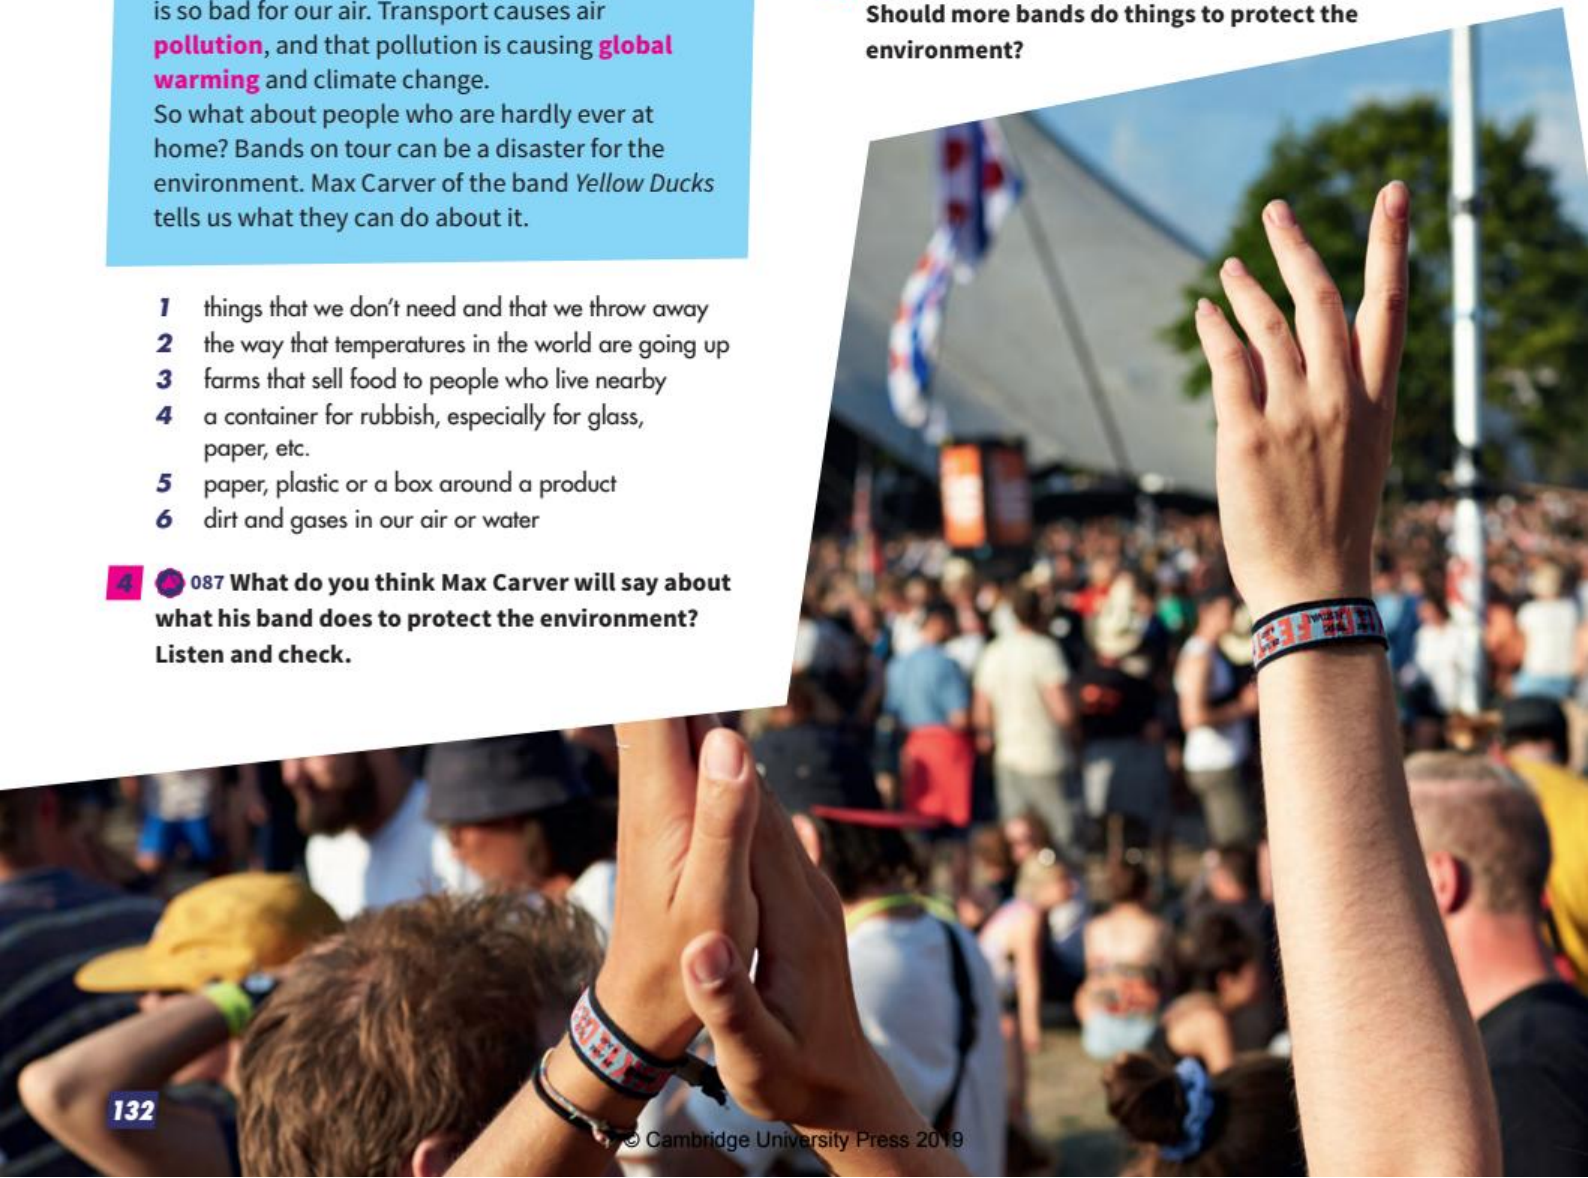 is so bad for our air. Transport causes air
pollution, and that pollution is causing global
warming and climate change.
So what about people who are hardly ever at
home? Bands on tour can be a disaster for the
environment. Max Carver of the band Yellow Ducks
tells us what they can do about it.
1 things that we don't need and that we throw away
2 the way that temperatures in the world are going up
3 farms that sell food to people who live nearby
4 a container for rubbish, especially for glass,
paper, etc.
5 paper, plastic or a box around a product
6 dirt and gases in our air or water
4 087 What do you think Max Carver will say about
what his band does to protect the environment?
Listen and check.
Should more bands do things to protect the
environment?
132
© Cambridge University Press 2019